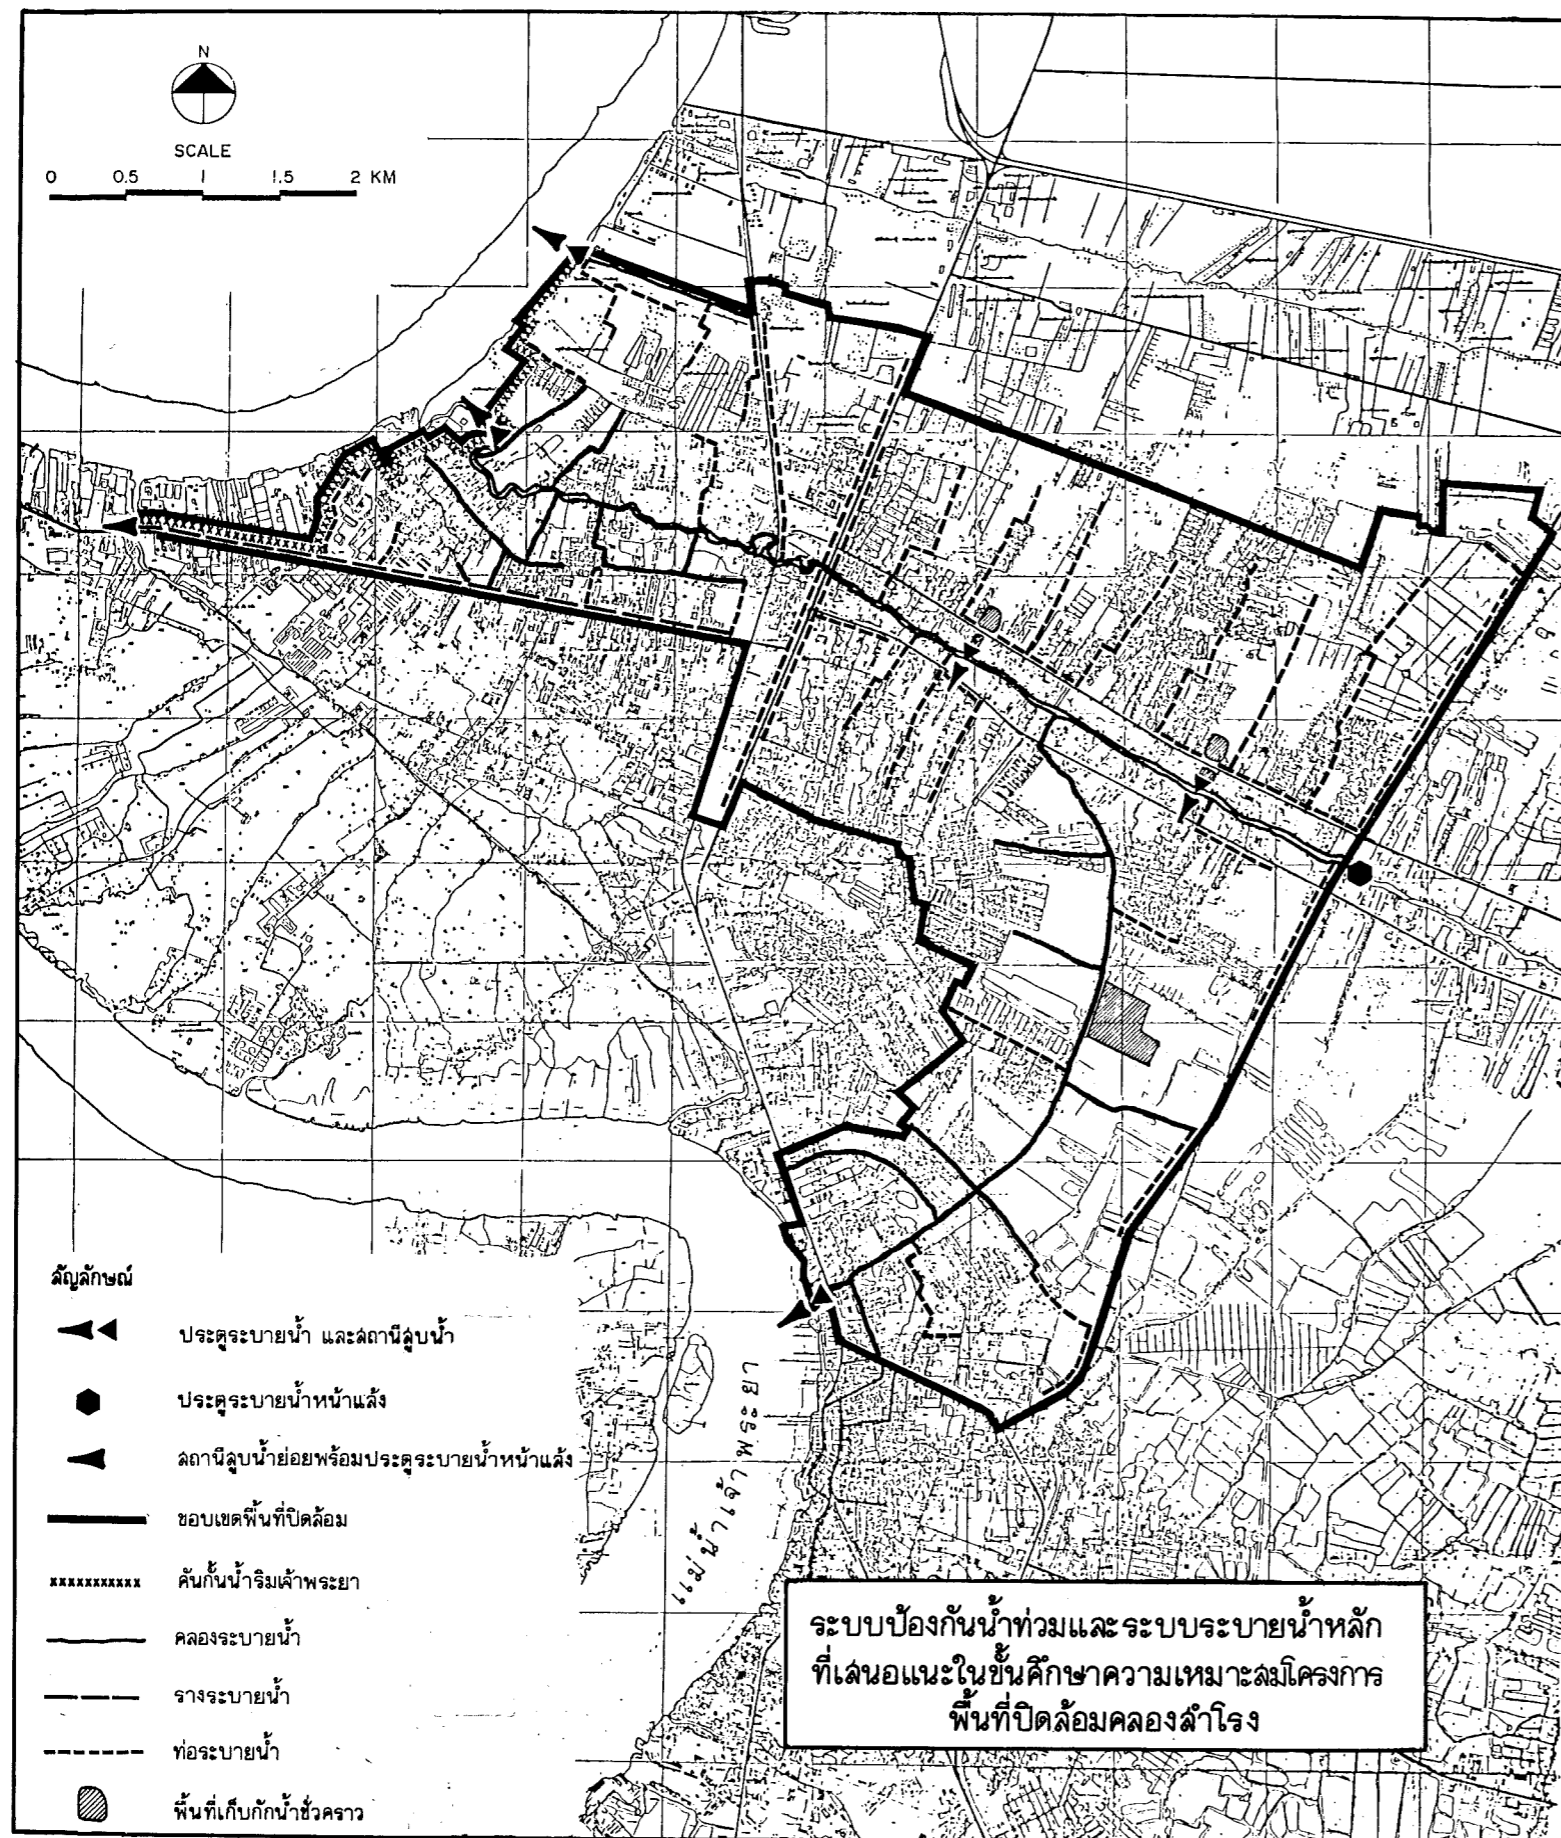 N
SCALE
0 0.5 1 1.5 2 KM
สัญลักษณ์
ประตูระบายน้ำ และสถานีสูบน้ำ
ประตูระบายน้ำหน้าแล้ง
สถานีสูบน้ำย่อยพร้อมประตูระบายน้ำหน้าแล้ง
ขอบเขตพื้นที่ปิดล้อม
คันกั้นน้ำริมเจ้าพระยา
คลองระบายน้ำ
รางระบายน้ำ
ท่อระบายน้ำ
พื้นที่เก็บกักน้ำชั่วคราว
แม่น้ำเจ้าพระยา
ระบบป้องกันน้ำท่วมและระบบระบายน้ำหลัก
ที่เสนอแนะในขั้นศึกษาความเหมาะสมโครงการ
พื้นที่ปิดล้อมคลองสำโรง